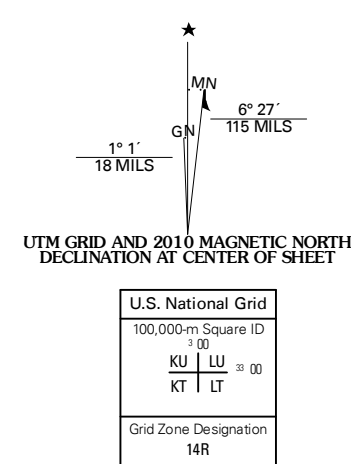 ★
MN
6° 27´
115 MILS
GN
1° 1´
18 MILS
UTM GRID AND 2010 MAGNETIC NORTH
DECLINATION AT CENTER OF SHEET
U.S. National Grid
100,000-m Square ID
3 00
KU LU 33 00
KT LT
Grid Zone Designation
14R